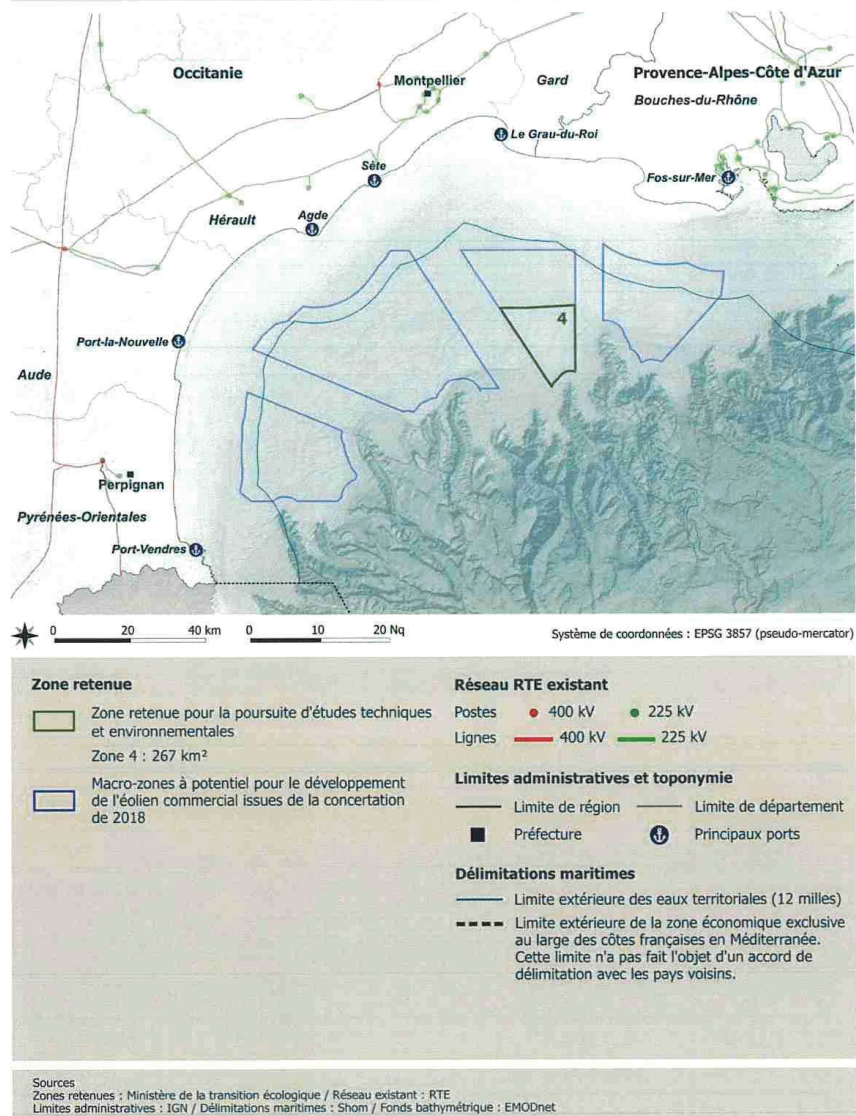 Occitanie
Montpellier
Gard
Provence-Alpes-Côte d'Azur
Bouches-du-Rhône
Le Grau-du-Roi
Sète
Fos-sur-Mer
Hérault
Agde
4
Port-la-Nouvelle
Aude
Perpignan
Pyrénées-Orientales
Port-Vendres
0 20 40 km
0 10 20 Nq
Système de coordonnées : EPSG 3857 (pseudo-mercator)
Zone retenue
Zone retenue pour la poursuite d'études techniques
et environnementales
Zone 4 : 267 km²
Macro-zones à potentiel pour le développement
de l'éolien commercial issues de la concertation
de 2018
Réseau RTE existant
Postes 400 kV 225 kV
Lignes 400 kV 225 kV
Limites administratives et toponymie
Limite de région Limite de département
Préfecture Principaux ports
Délimitations maritimes
Limite extérieure des eaux territoriales (12 milles)
Limite extérieure de la zone économique exclusive
au large des côtes françaises en Méditerranée.
Cette limite n'a pas fait l'objet d'un accord de
délimitation avec les pays voisins.
Sources
Zones retenues : Ministère de la transition écologique / Réseau existant : RTE
Limites administratives : IGN / Délimitations maritimes : Shom / Fonds bathymétrique : EMODnet